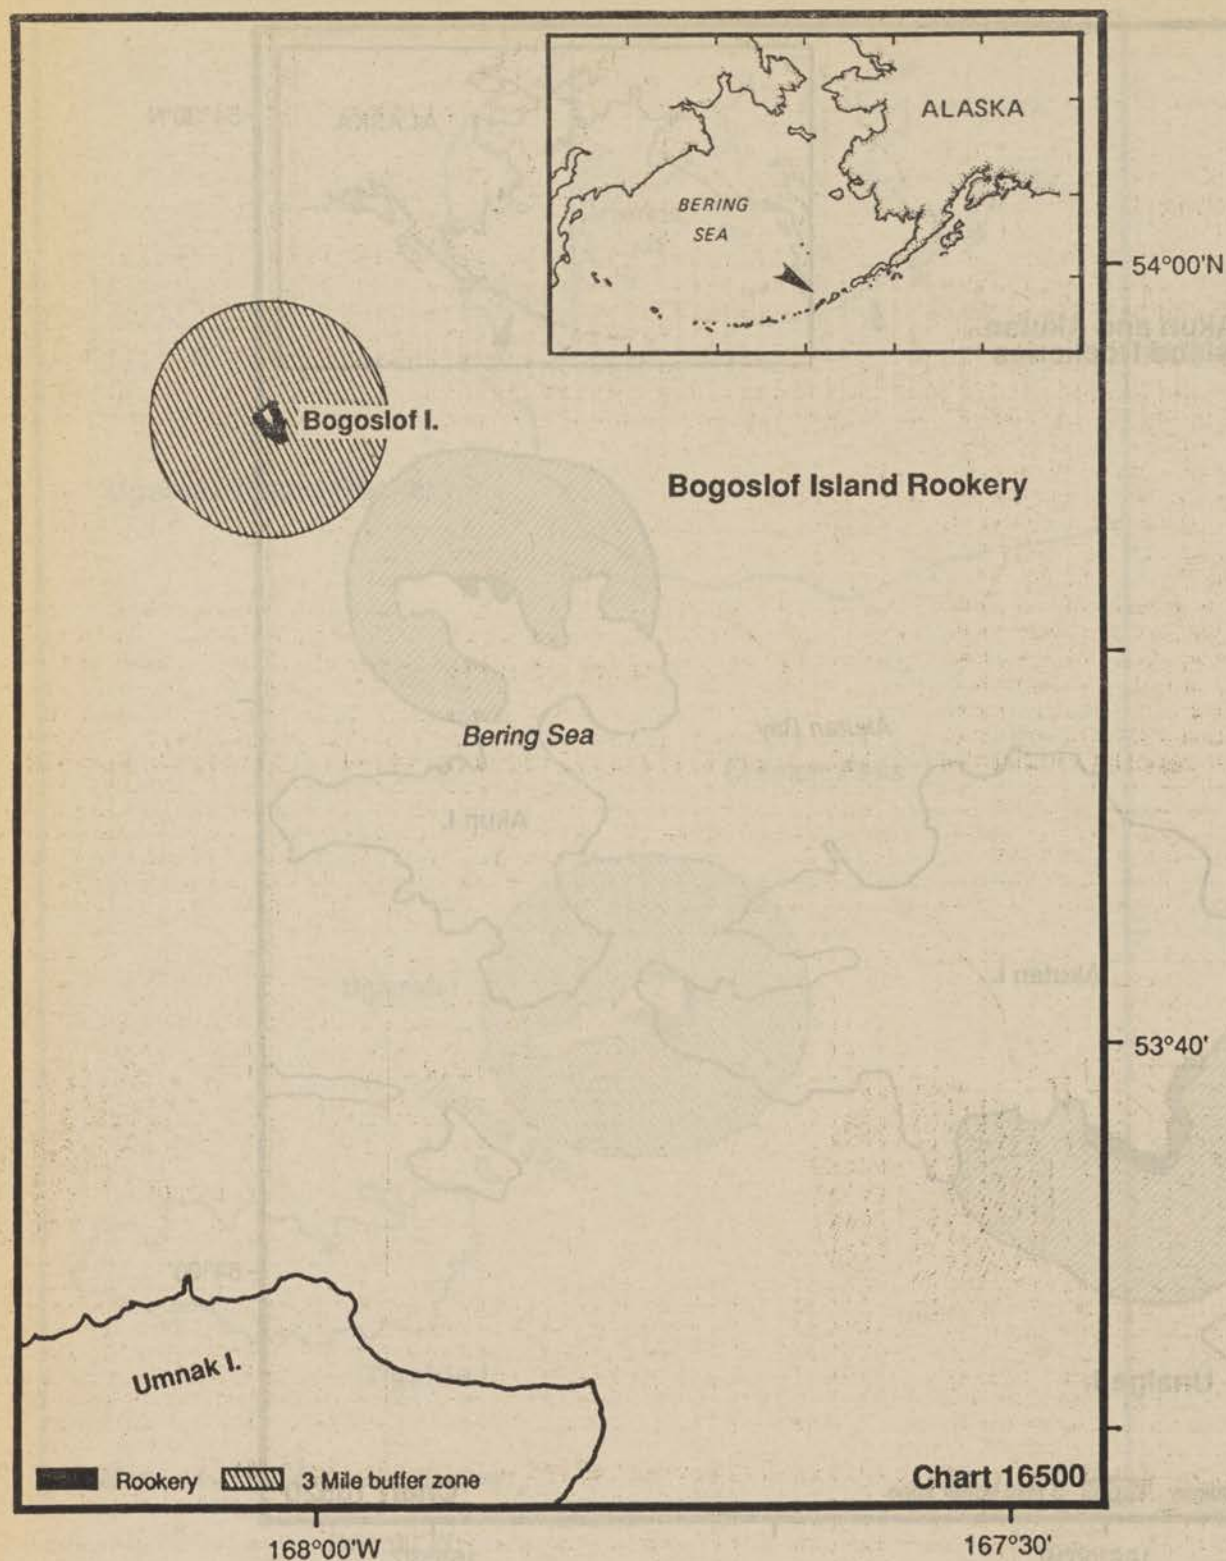 ALASKA
BERING
SEA
54°00'N
Bogoslof I.
Bogoslof Island Rookery
Bering Sea
53°40'
Umnak I.
Rookery
3 Mile buffer zone
Chart 16500
168°00'W
167°30'